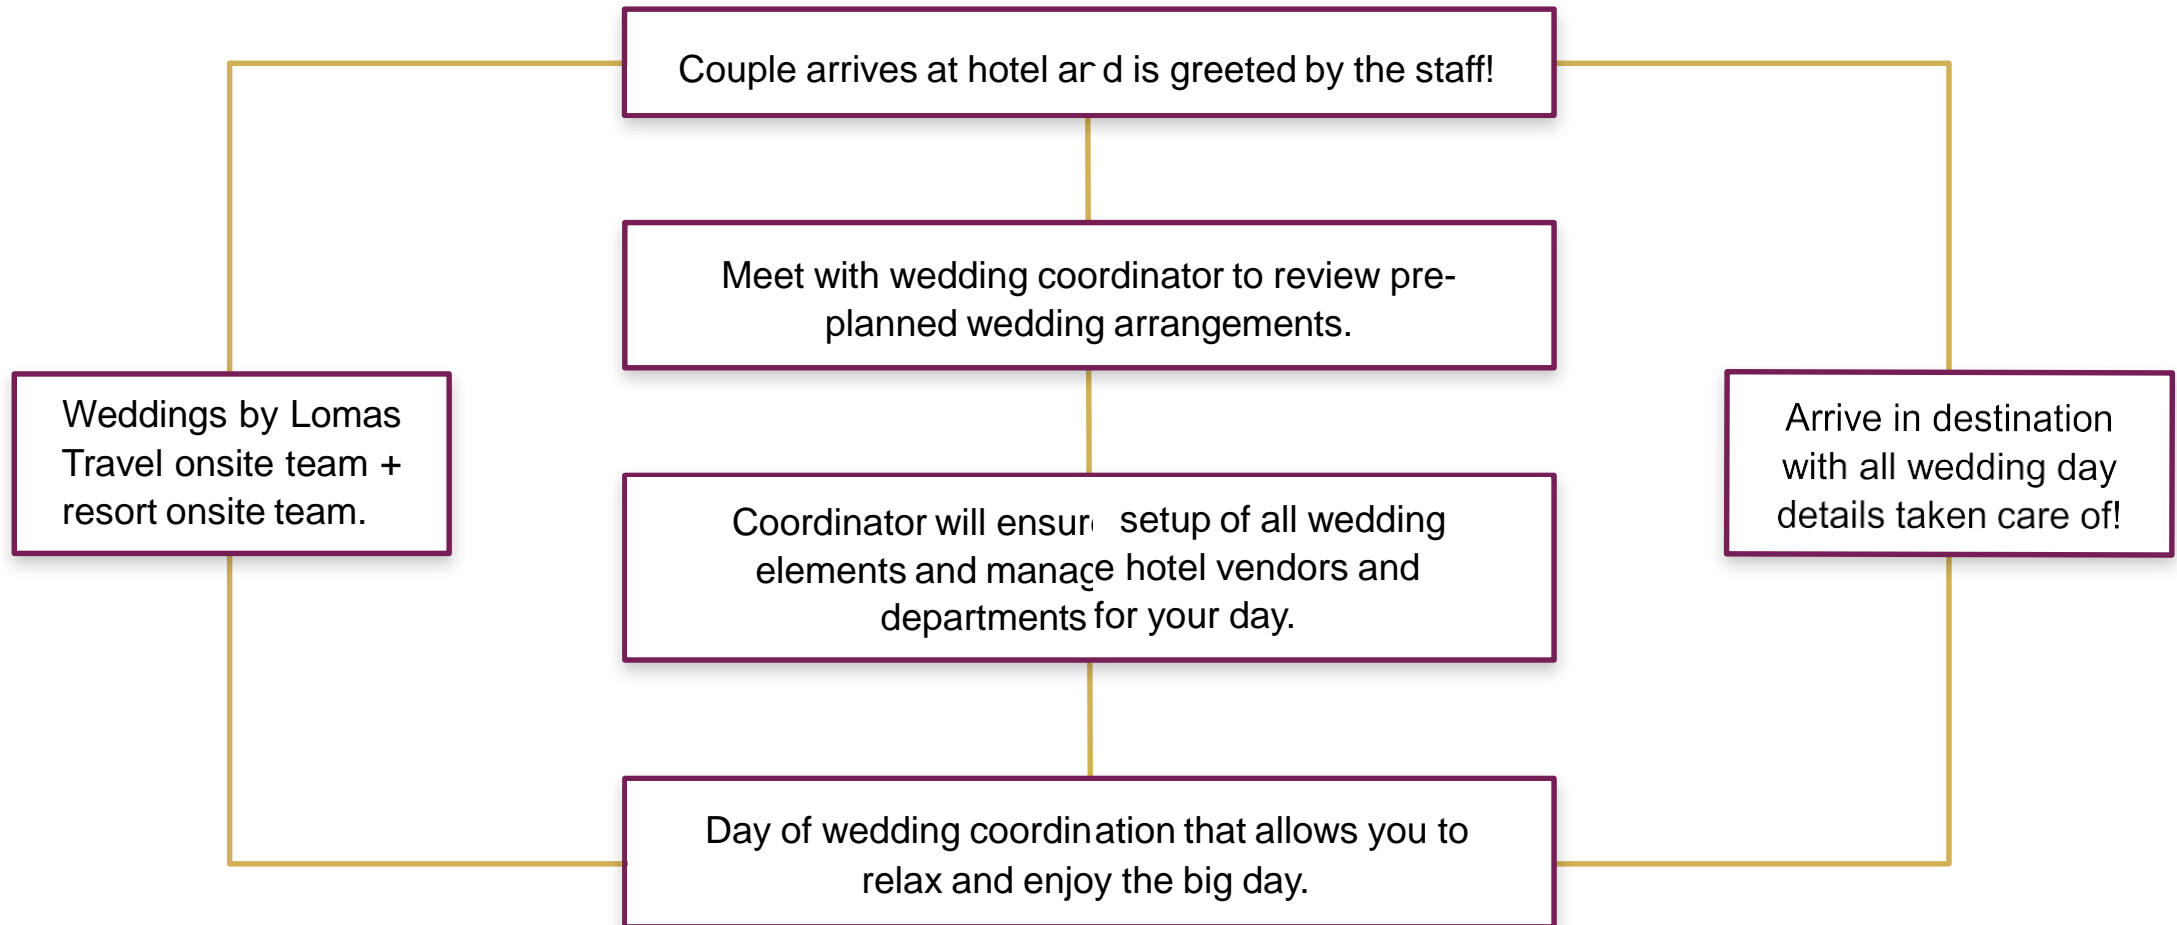 Couple arrives at hotel and is greeted by the staff!
Meet with wedding coordinator to review pre-
planned wedding arrangements.
Weddings by Lomas
Travel onsite team +
resort onsite team.
Coordinator will ensure setup of all wedding
elements and manage hotel vendors and
departments for your day.
Arrive in destination
with all wedding day
details taken care of!
Day of wedding coordination that allows you to
relax and enjoy the big day.